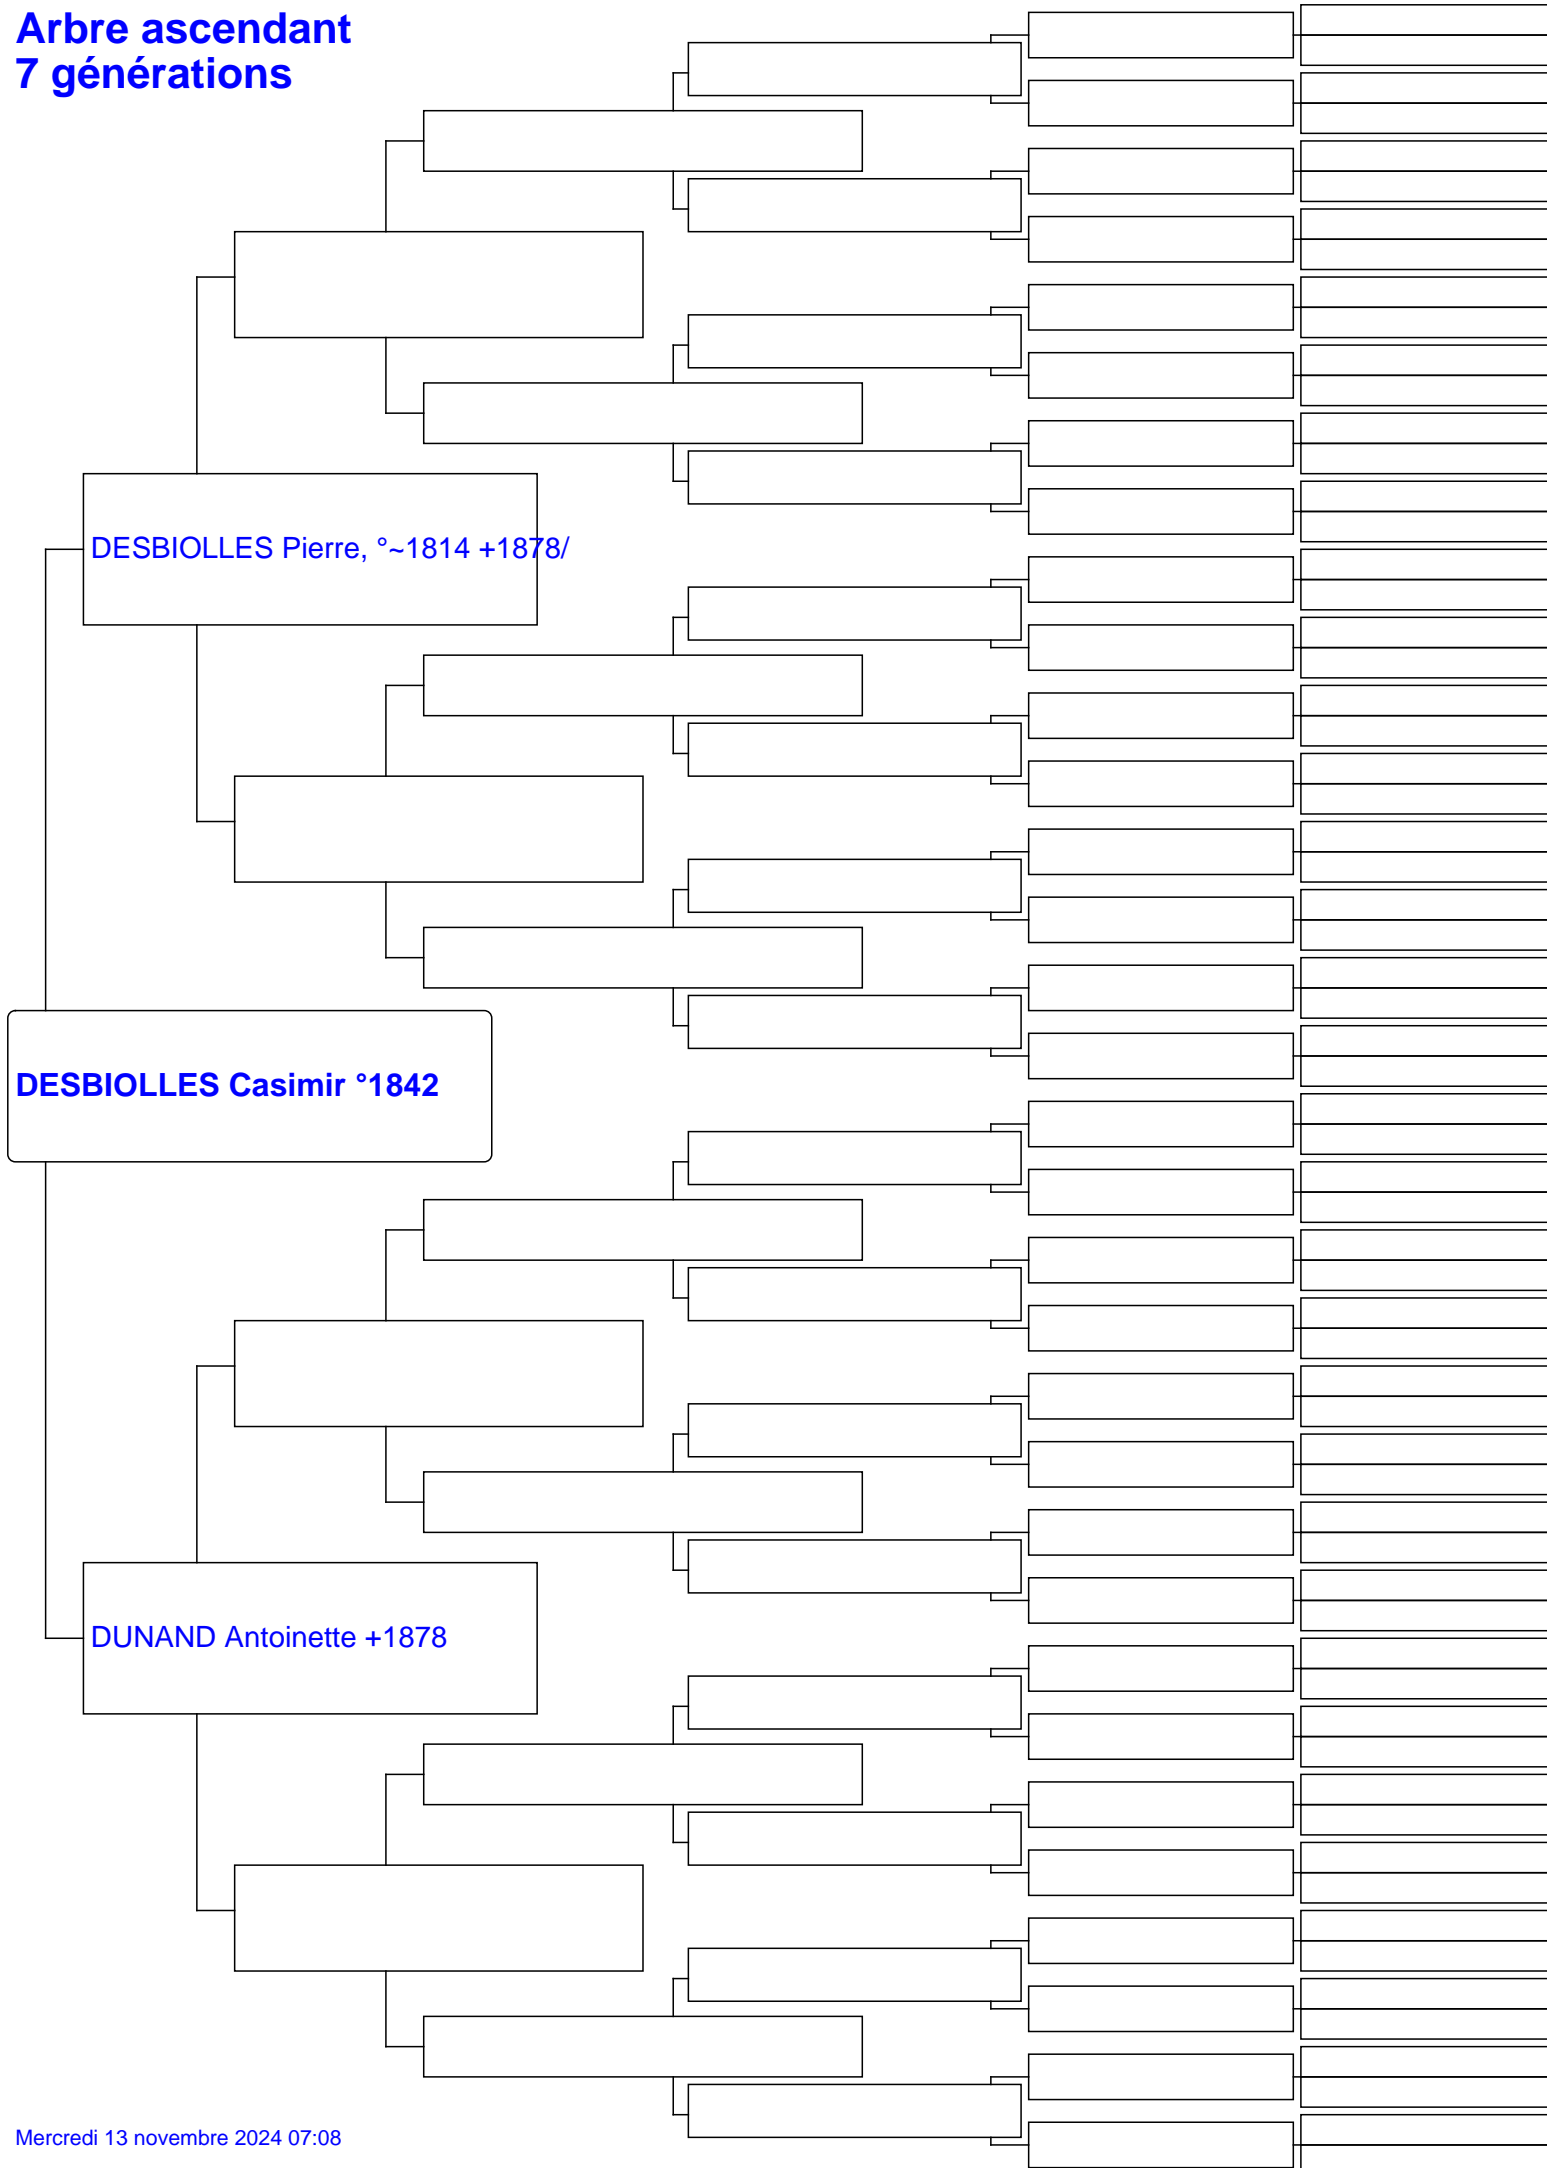 Arbre ascendant
7 générations
DESBIOLLES Pierre, °~1814 +1878/
DESBIOLLES Casimir °1842
DUNAND Antoinette +1878
Mercredi 13 novembre 2024 07:08